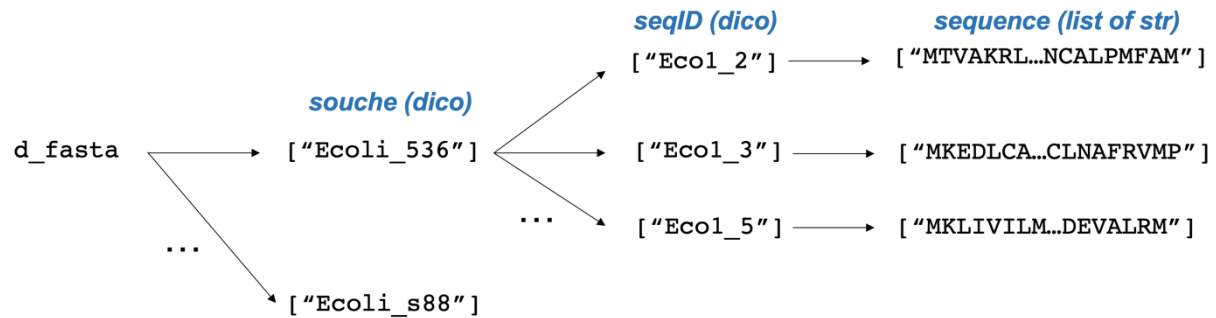 seqID (dico) sequence (list of str)
["Eco1_2"] ["MTVAKRL…NCALPMFAM"]
souche (dico)
d_fasta ["Ecoli_536"] ["Eco1_3"] ["MKEDLCA…CLNAFRVMP"]
... ... ["Eco1_5"] ["MKLIVILM…DEVALRM"]
["Ecoli_s88"]